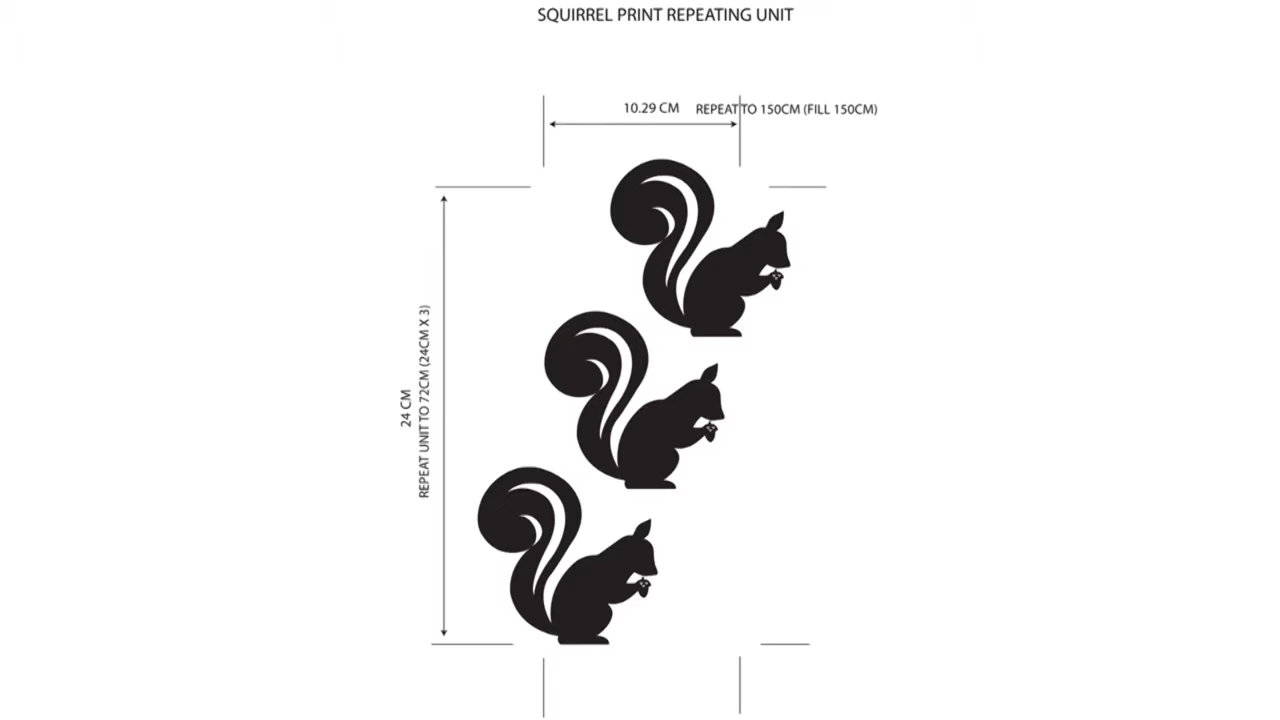 SQUIRREL PRINT REPEATING UNIT
10.29 CM
REPEAT TO 150CM (FILL 150CM)
24 CM
REPEAT UNIT TO 72CM (24CM X 3)